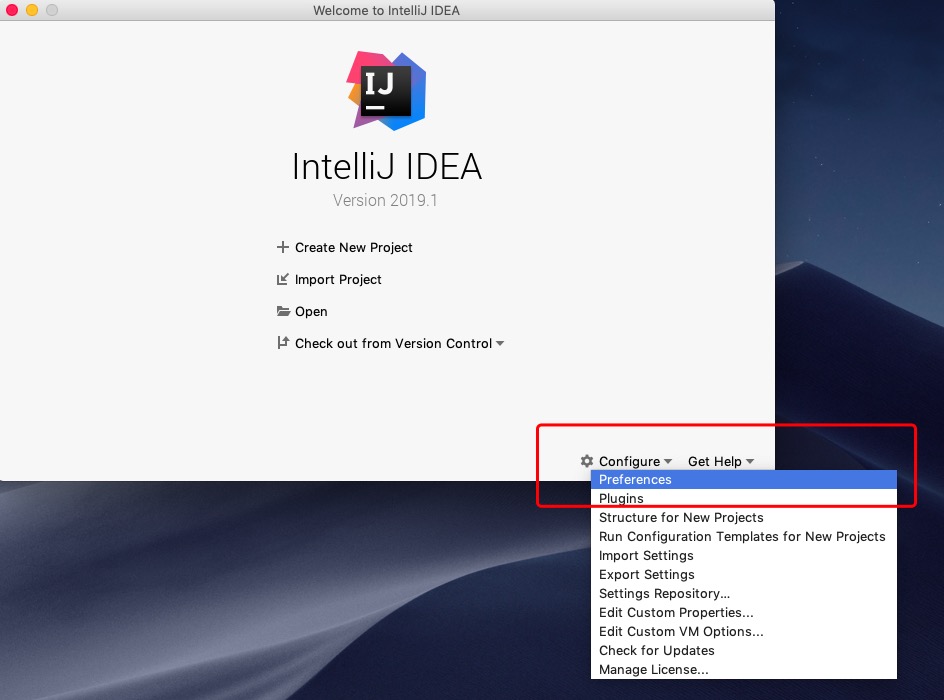 Welcome to IntelliJ IDEA
IJ
IntelliJ IDEA
Version 2019.1
Create New Project
Import Project
Open
Check out from Version Control
Configure Get Help
Preferences
Plugins
Structure for New Projects
Run Configuration Templates for New Projects
Import Settings
Export Settings
Settings Repository...
Edit Custom Properties...
Edit Custom VM Options...
Check for Updates
Manage License...